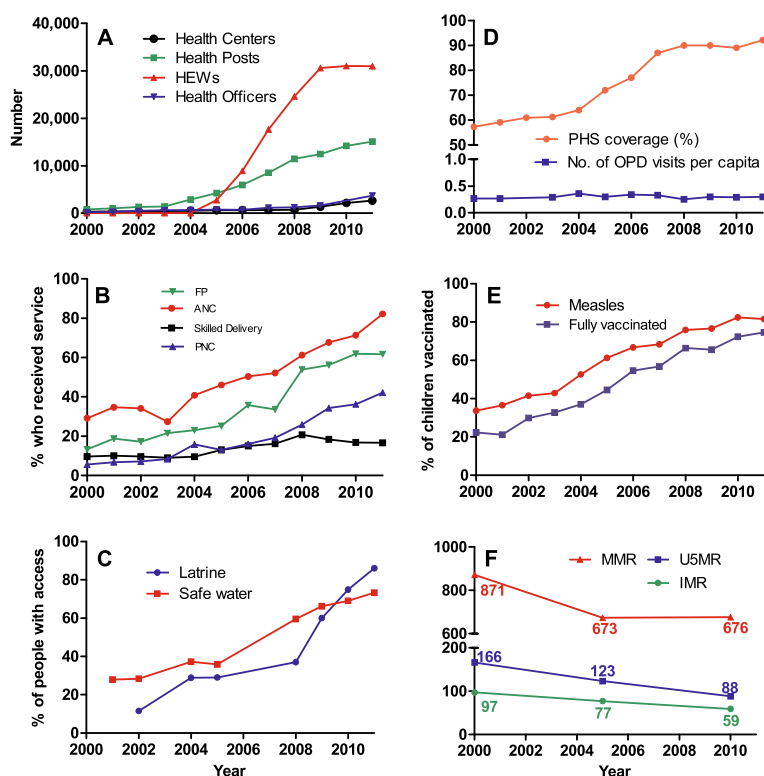 A
40,000
30,000
20,000
10,000
0
Number
Health Centers
Health Posts
HEWs
Health Officers
2000 2002 2004 2006 2008 2010
D
100
90
80
70
60
50
1.0
0.5
0.0
PHS coverage (%)
No. of OPD visits per capita
2000 2002 2004 2006 2008 2010
B
100
80
60
40
20
0
% who received service
FP
ANC
Skilled Delivery
PNC
2000 2002 2004 2006 2008 2010
E
100
80
60
40
20
0
% of children vaccinated
Measles
Fully vaccinated
2000 2002 2004 2006 2008 2010
C
100
80
60
40
20
0
% of people with access
Latrine
Safe water
2000 2002 2004 2006 2008 2010
Year
F
1000
800
600
200
100
0
MMR
U5MR
IMR
871
673
676
166
123
88
97
77
59
2000 2002 2004 2006 2008 2010
Year